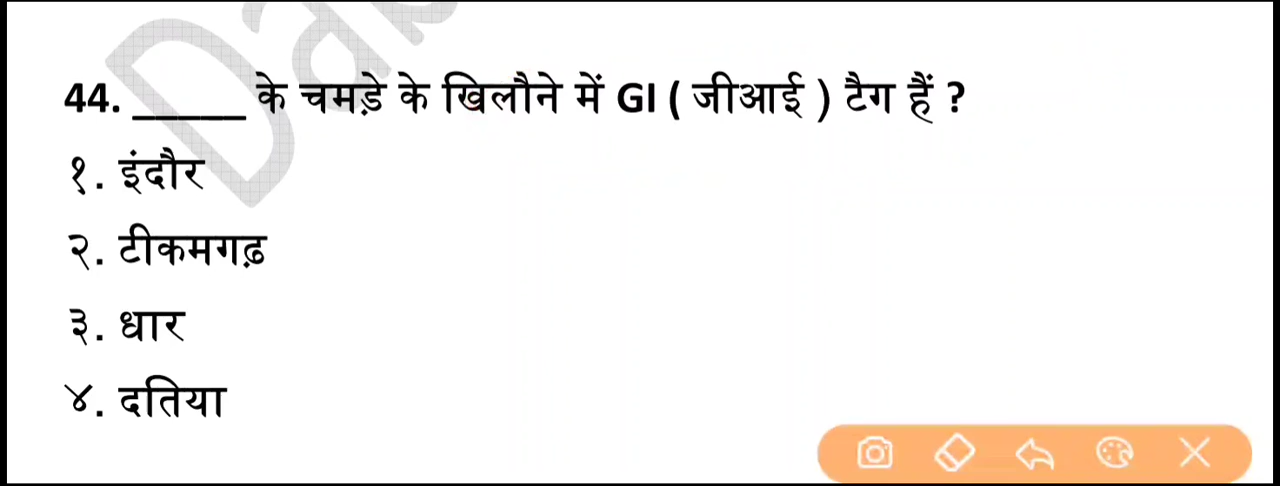 44. ______ के चमड़े के खिलौने में GI ( जीआई ) टैग हैं ?
१. इंदौर
२. टीकमगढ़
३. धार
४. दतिया